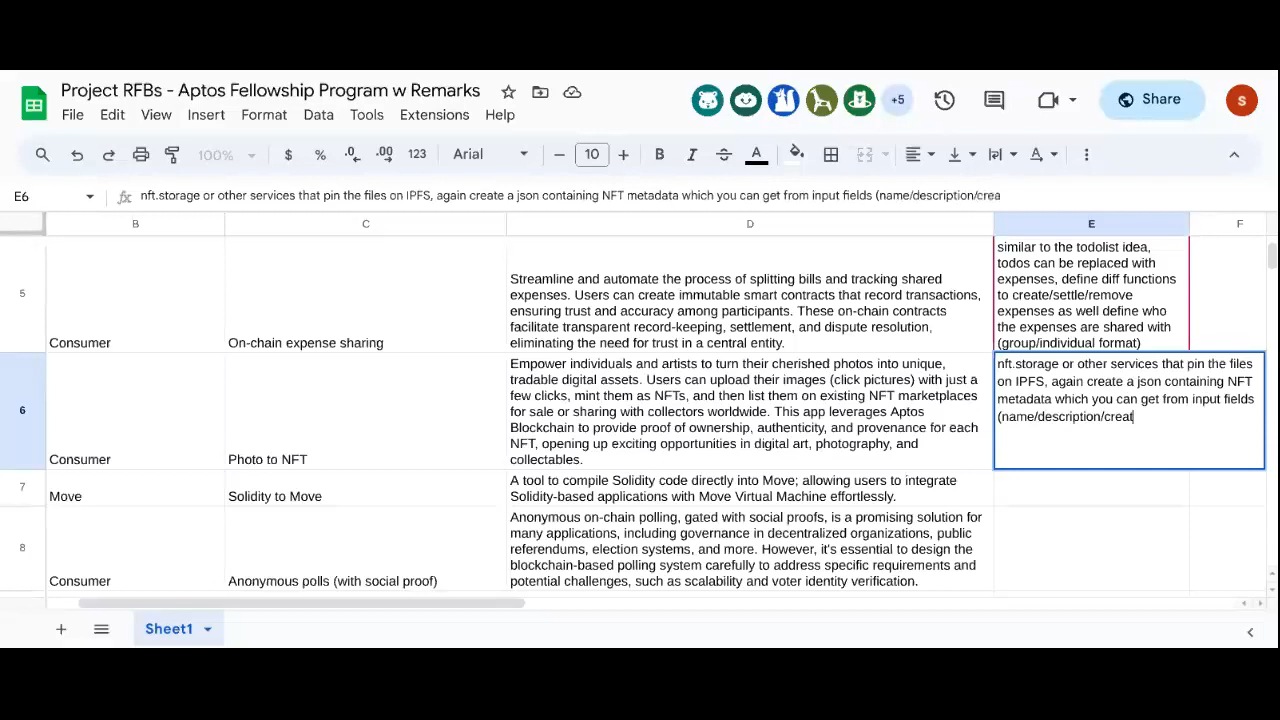 Project RFBs - Aptos Fellowship Program w Remarks
+5
Share
S
File Edit View Insert Format Data Tools Extensions Help
100% $ % .0 .00 123 Arial 10 B I S A
E6 fx nft.storage or other services that pin the files on IPFS, again create a json containing NFT metadata which you can get from input fields (name/description/crea
B C D E F
5
Consumer
On-chain expense sharing
Streamline and automate the process of splitting bills and tracking shared
expenses. Users can create immutable smart contracts that record transactions,
ensuring trust and accuracy among participants. These on-chain contracts
facilitate transparent record-keeping, settlement, and dispute resolution,
eliminating the need for trust in a central entity.
similar to the todolist idea,
todos can be replaced with
expenses, define diff functions
to create/settle/remove
expenses as well define who
the expenses are shared with
(group/individual format)
6
Consumer
Photo to NFT
Empower individuals and artists to turn their cherished photos into unique,
tradable digital assets. Users can upload their images (click pictures) with just a
few clicks, mint them as NFTs, and then list them on existing NFT marketplaces
for sale or sharing with collectors worldwide. This app leverages Aptos
Blockchain to provide proof of ownership, authenticity, and provenance for each
NFT, opening up exciting opportunities in digital art, photography, and
collectables.
nft.storage or other services that pin the files
on IPFS, again create a json containing NFT
metadata which you can get from input fields
(name/description/creat
7
Move
Solidity to Move
A tool to compile Solidity code directly into Move; allowing users to integrate
Solidity-based applications with Move Virtual Machine effortlessly.
8
Consumer
Anonymous polls (with social proof)
Anonymous on-chain polling, gated with social proofs, is a promising solution for
many applications, including governance in decentralized organizations, public
referendums, election systems, and more. However, it's essential to design the
blockchain-based polling system carefully to address specific requirements and
potential challenges, such as scalability and voter identity verification.
Sheet1